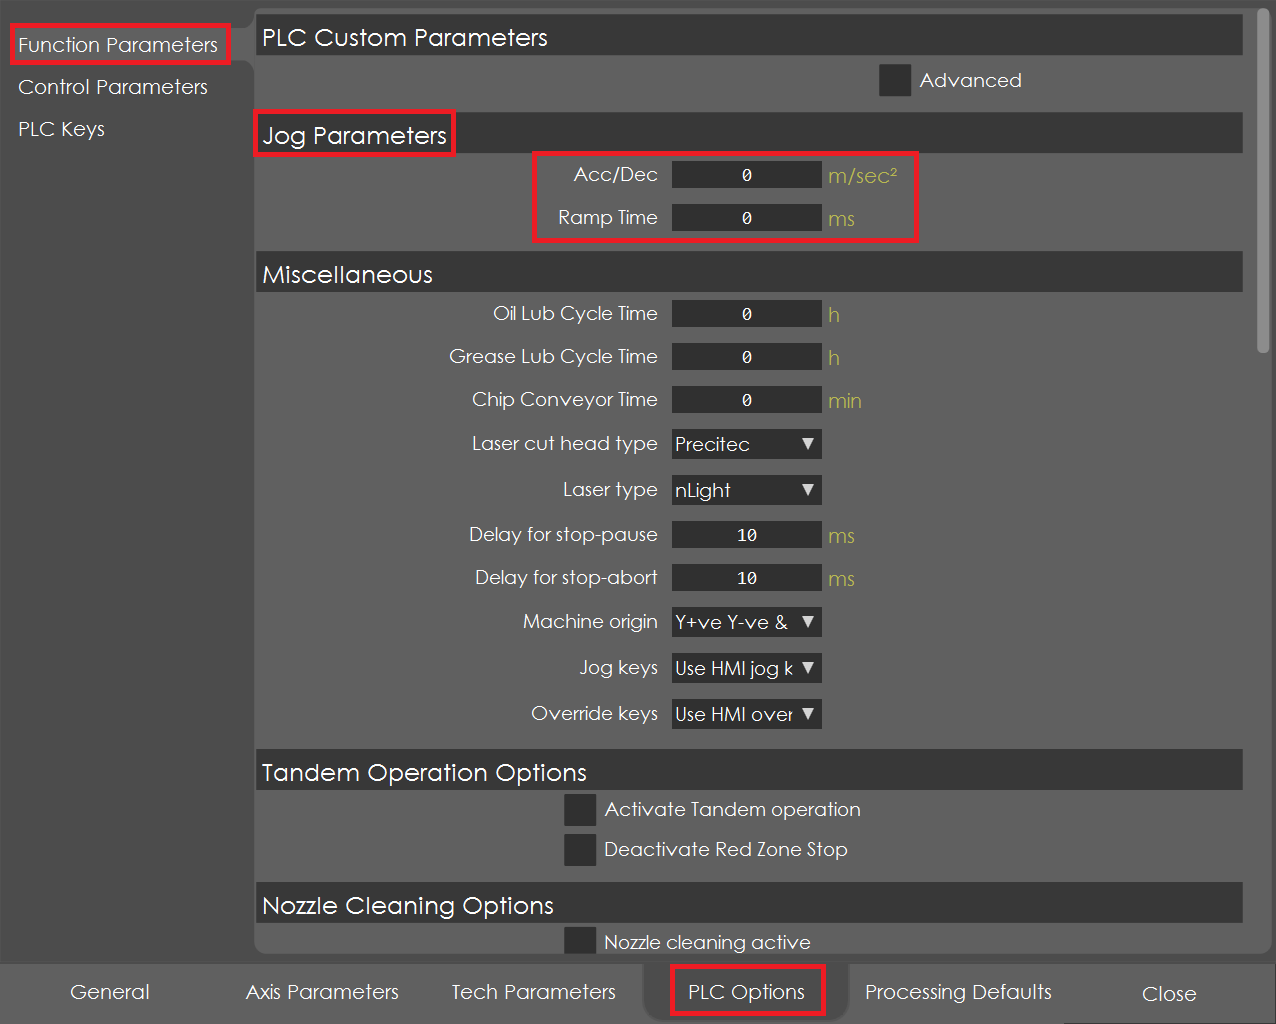 Function Parameters
Control Parameters
PLC Keys
PLC Custom Parameters
Advanced
Jog Parameters
Acc/Dec 0 m/sec²
Ramp Time 0 ms
Miscellaneous
Oil Lub Cycle Time 0 h
Grease Lub Cycle Time 0 h
Chip Conveyor Time 0 min
Laser cut head type Precitec
Laser type nLight
Delay for stop-pause 10 ms
Delay for stop-abort 10 ms
Machine origin Y+ve Y-ve &
Jog keys Use HMI jog k
Override keys Use HMI over
Tandem Operation Options
Activate Tandem operation
Deactivate Red Zone Stop
Nozzle Cleaning Options
Nozzle cleaning active
General Axis Parameters Tech Parameters PLC Options Processing Defaults Close